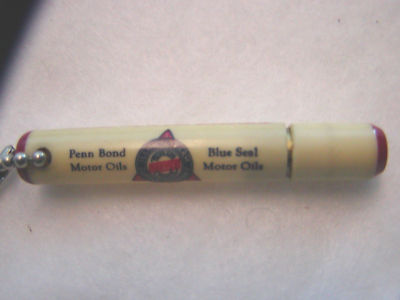 Penn Bond
Motor Oils
Blue Seal
Motor Oils